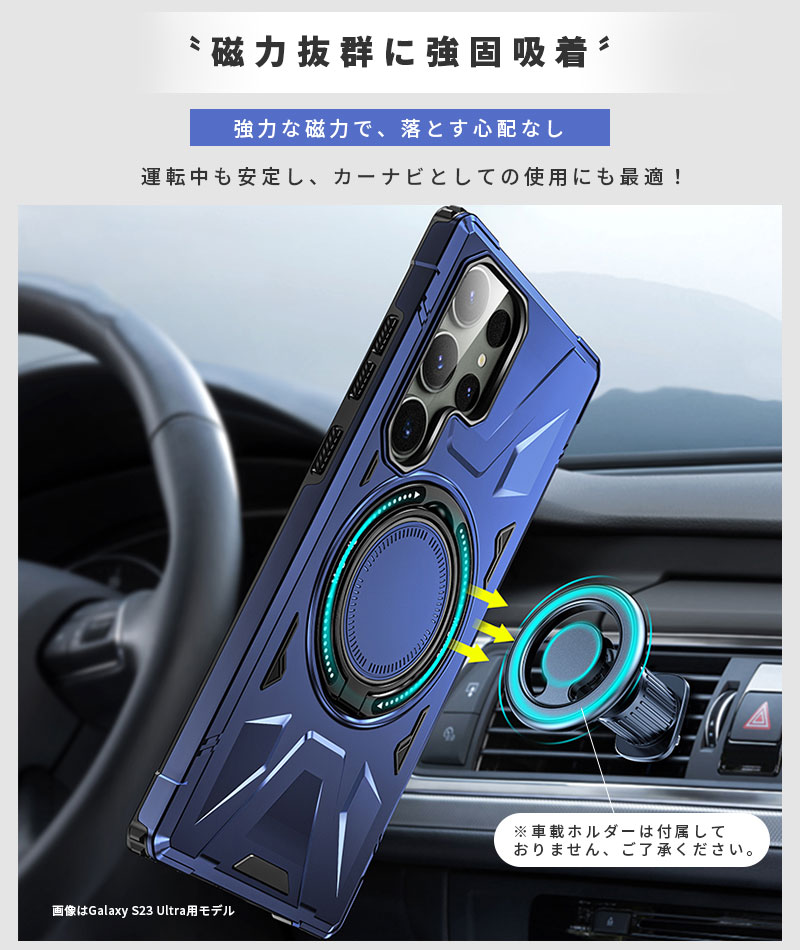 〝磁力抜群に強固吸着〞
強力な磁力で、落とす心配なし
運転中も安定し、カーナビとしての使用にも最適！
※車載ホルダーは付属して
おりません、ご了承ください。
画像はGalaxy S23 Ultra用モデル